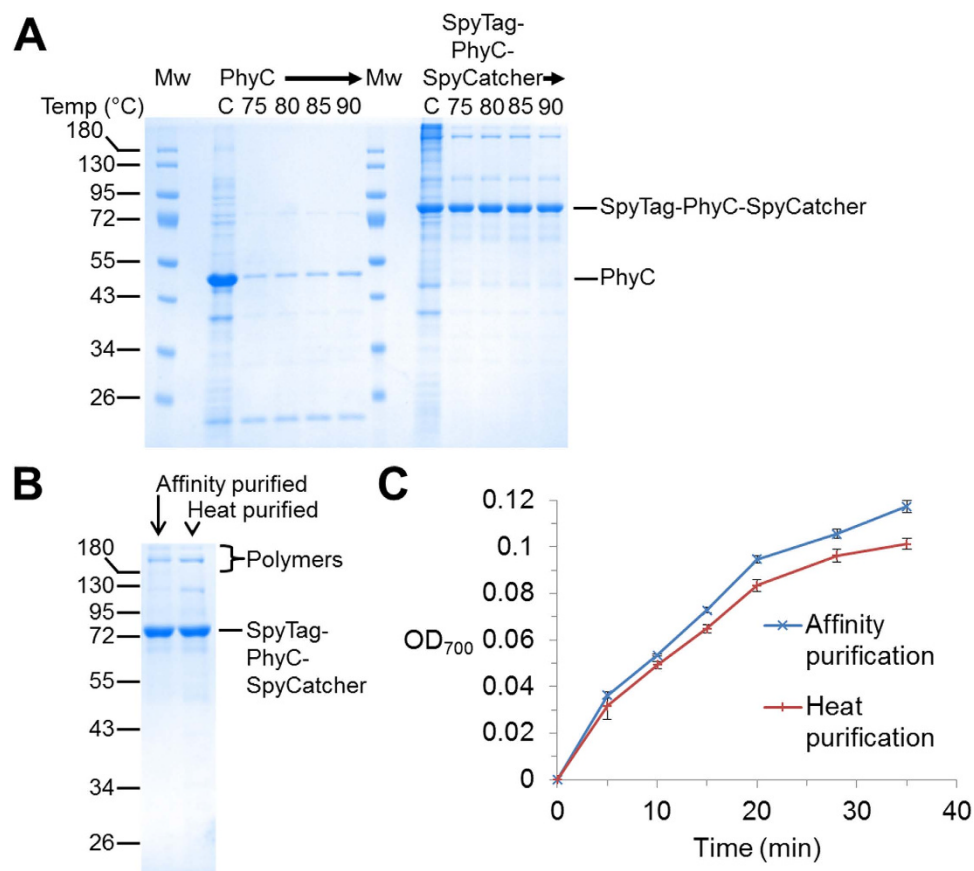 A
SpyTag-
PhyC-
Mw PhyC Mw SpyCatcher
Temp (°C) C 75 80 85 90 C 75 80 85 90
180
130
95
72
55
43
34
26
SpyTag-PhyC-SpyCatcher
PhyC
B
Affinity purified
Heat purified
180
130
95
72
55
43
34
26
Polymers
SpyTag-
PhyC-
SpyCatcher
C
0.12
0.1
0.08
0.06
0.04
0.02
0
OD700
Affinity
purification
Heat
purification
0 10 20 30 40
Time (min)